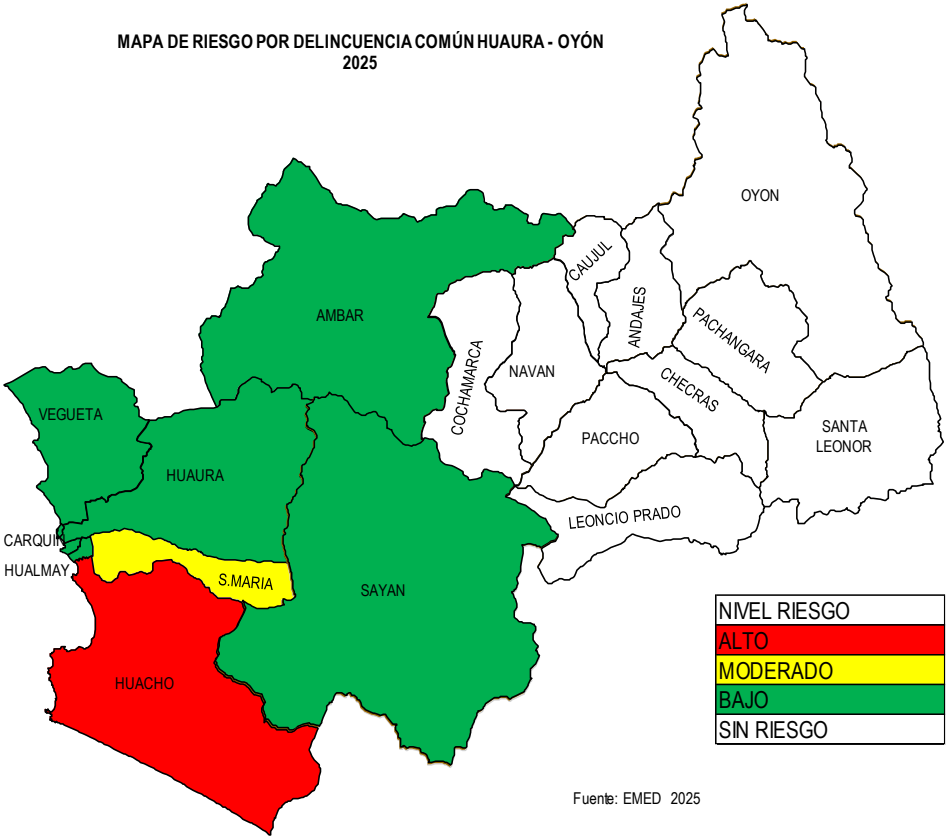 MAPA DE RIESGO POR DELINCUENCIA COMÚN HUAURA - OYÓN
2025
OYON
CAUJUL
ANDAJES
AMBAR
PACHANGARA
COCHAMARCA
NAVAN
CHECRAS
VEGUETA
PACCHO
SANTA
LEONOR
HUAURA
LEONCIO PRADO
CARQUIN
HUALMAY
S.MARIA
SAYAN
HUACHO
NIVEL RIESGO
ALTO
MODERADO
BAJO
SIN RIESGO
Fuente: EMED 2025